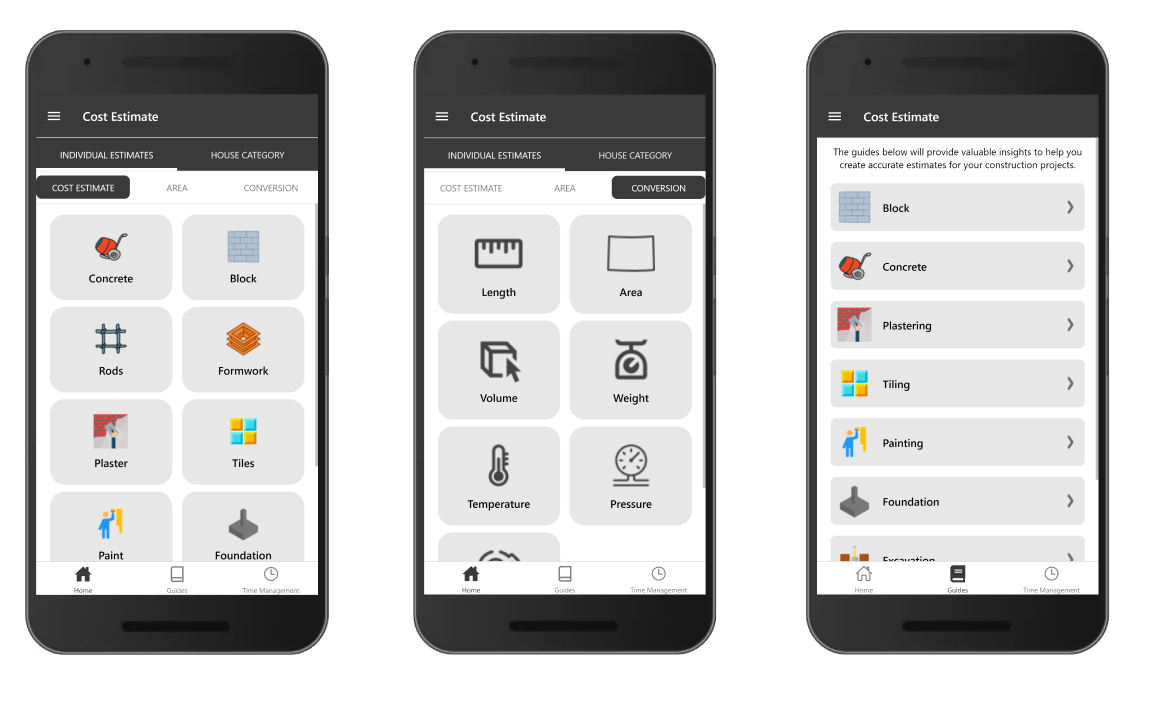 Cost Estimate
INDIVIDUAL ESTIMATES HOUSE CATEGORY
COST ESTIMATE AREA CONVERSION
Concrete Block
Rods Formwork
Plaster Tiles
Paint Foundation
Home Guides Time Management
Cost Estimate
INDIVIDUAL ESTIMATES HOUSE CATEGORY
COST ESTIMATE AREA CONVERSION
Length Area
Volume Weight
Temperature Pressure
Home Guides Time Management
Cost Estimate
The guides below will provide valuable insights to help you
create accurate estimates for your construction projects.
Block
Concrete
Plastering
Tiling
Painting
Foundation
Excavation
Home Guides Time Management